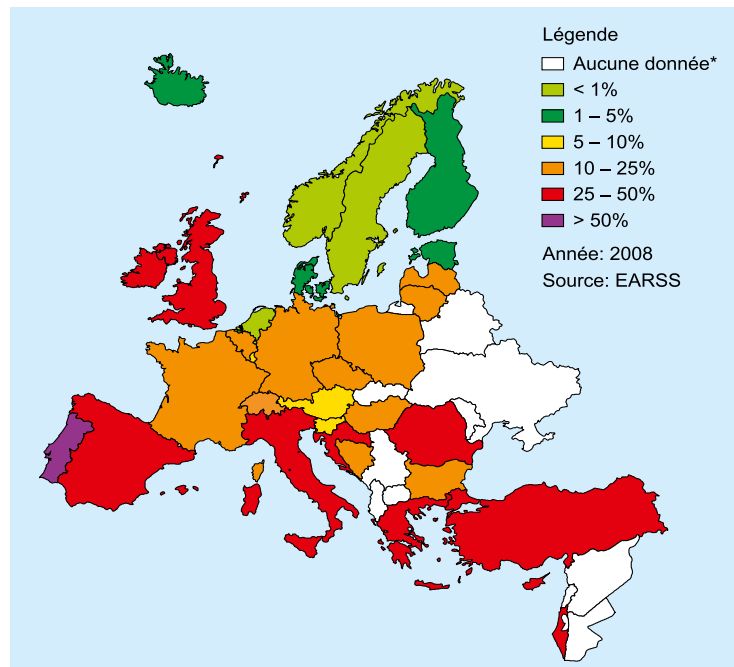 Légende
Aucune donnée*
< 1%
1 – 5%
5 – 10%
10 – 25%
25 – 50%
> 50%
Année: 2008
Source: EARSS